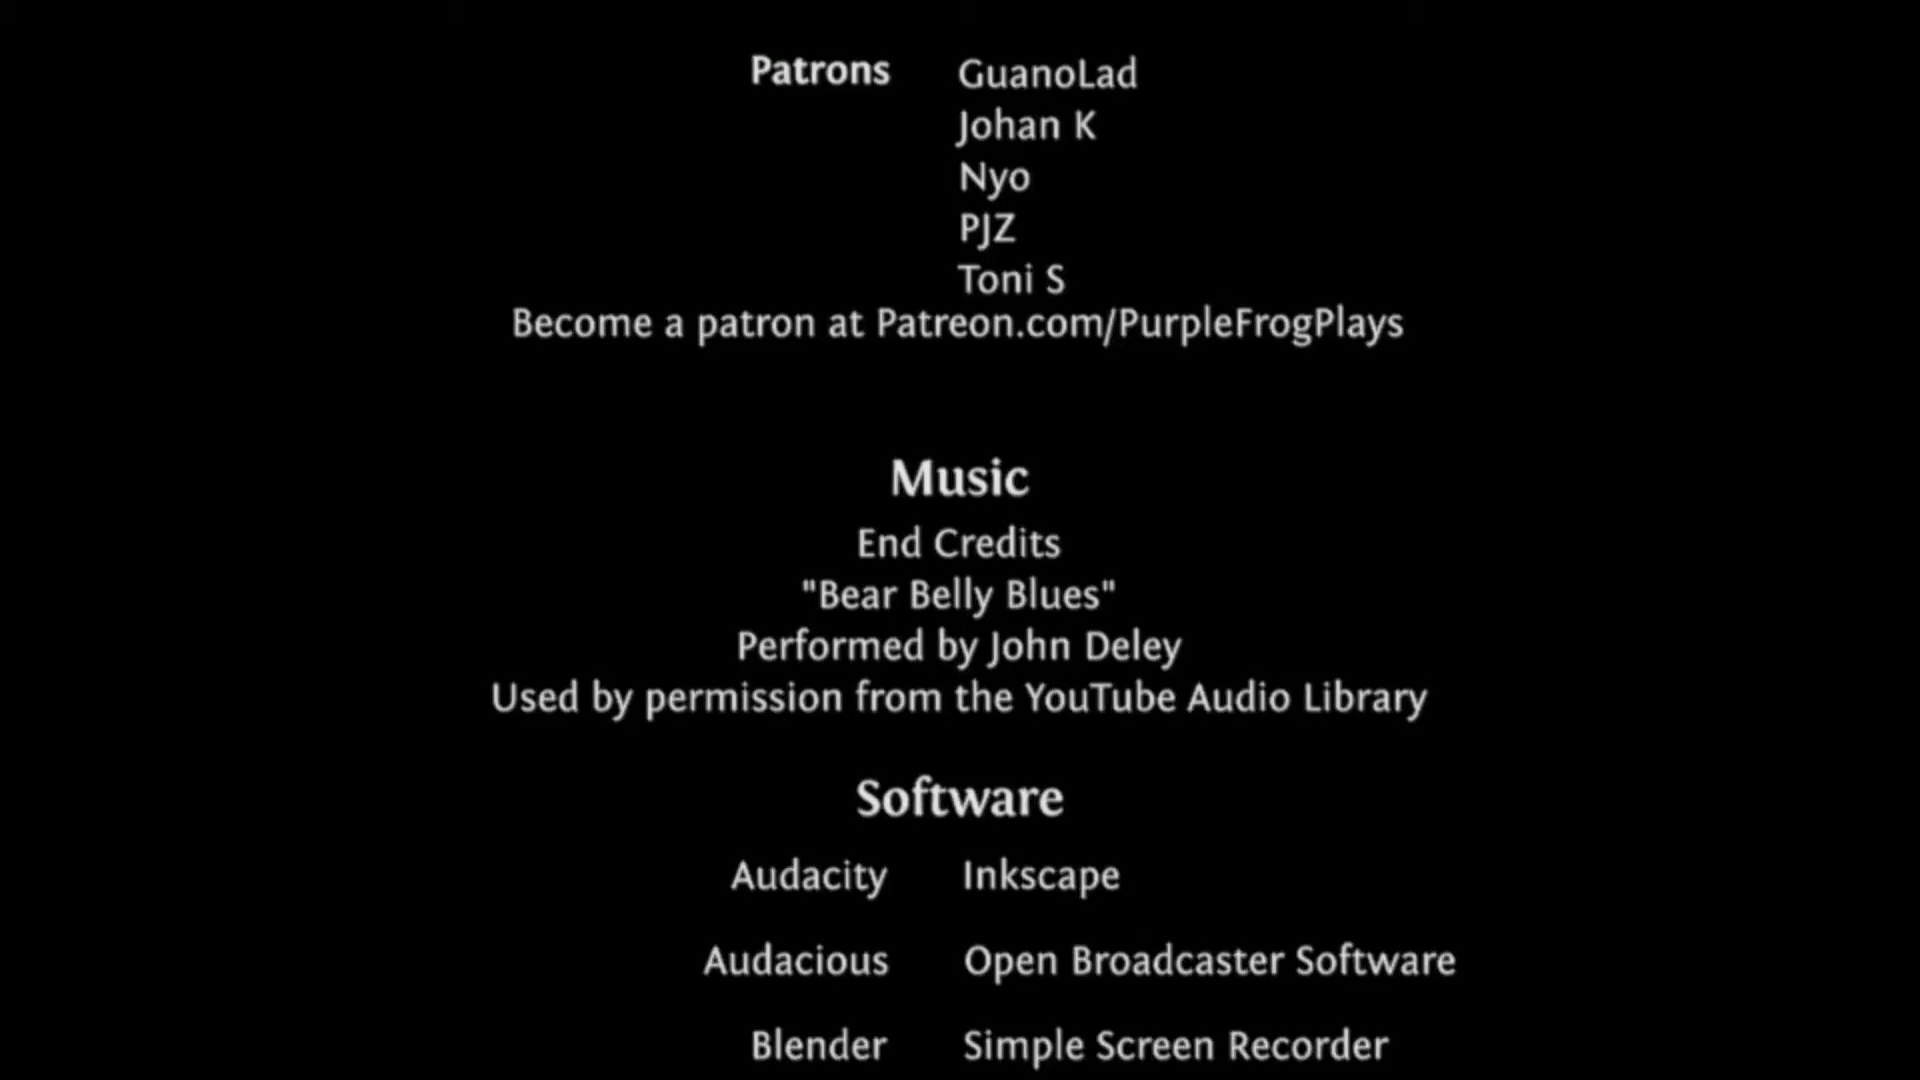 Patrons GuanoLad
Johan K
Nyo
PJZ
Toni S
Become a patron at Patreon.com/PurpleFrogPlays
Music
End Credits
"Bear Belly Blues"
Performed by John Deley
Used by permission from the YouTube Audio Library
Software
Audacity Inkscape
Audacious Open Broadcaster Software
Blender Simple Screen Recorder